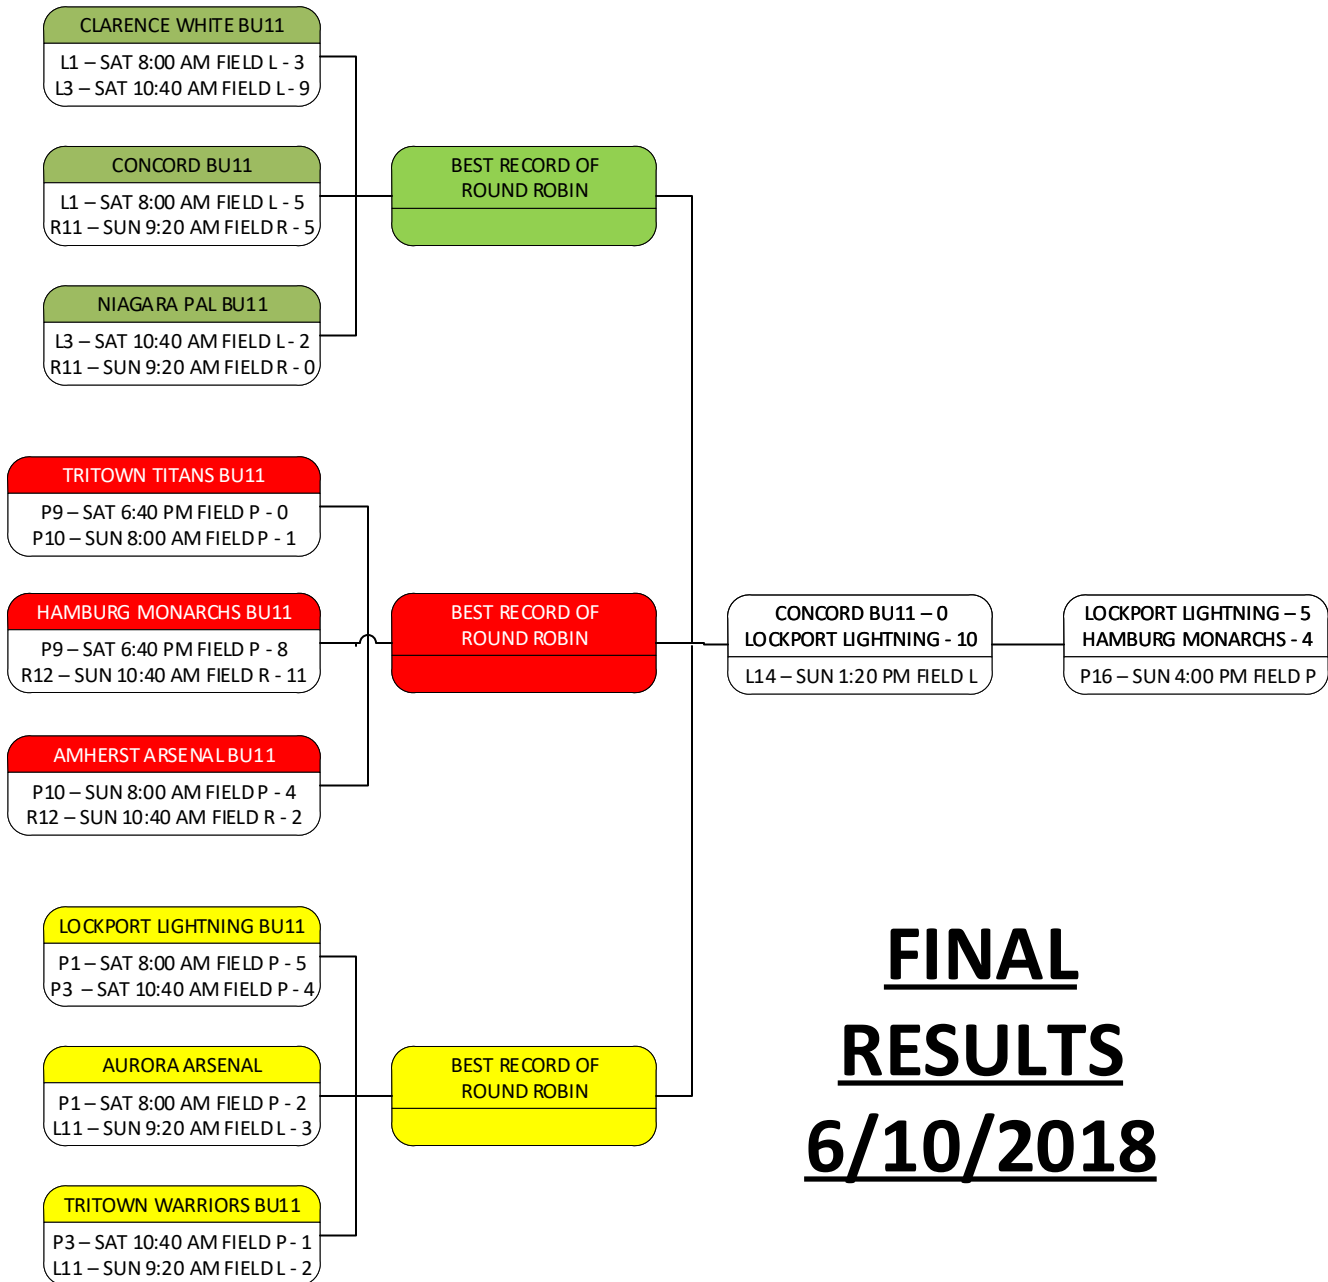 CLARENCE WHITE BU11
L1 – SAT 8:00 AM FIELD L - 3
L3 – SAT 10:40 AM FIELD L - 9
CONCORD BU11
L1 – SAT 8:00 AM FIELD L - 5
R11 – SUN 9:20 AM FIELD R - 5
BEST RECORD OF
ROUND ROBIN
NIAGARA PAL BU11
L3 – SAT 10:40 AM FIELD L - 2
R11 – SUN 9:20 AM FIELD R - 0
TRITOWN TITANS BU11
P9 – SAT 6:40 PM FIELD P - 0
P10 – SUN 8:00 AM FIELD P - 1
HAMBURG MONARCHS BU11
P9 – SAT 6:40 PM FIELD P - 8
R12 – SUN 10:40 AM FIELD R - 11
BEST RECORD OF
ROUND ROBIN
CONCORD BU11 – 0
LOCKPORT LIGHTNING - 10
L14 – SUN 1:20 PM FIELD L
LOCKPORT LIGHTNING – 5
HAMBURG MONARCHS - 4
P16 – SUN 4:00 PM FIELD P
AMHERST ARSENAL BU11
P10 – SUN 8:00 AM FIELD P - 4
R12 – SUN 10:40 AM FIELD R - 2
LOCKPORT LIGHTNING BU11
P1 – SAT 8:00 AM FIELD P - 5
P3 – SAT 10:40 AM FIELD P - 4
AURORA ARSENAL
P1 – SAT 8:00 AM FIELD P - 2
L11 – SUN 9:20 AM FIELD L - 3
BEST RECORD OF
ROUND ROBIN
TRITOWN WARRIORS BU11
P3 – SAT 10:40 AM FIELD P - 1
L11 – SUN 9:20 AM FIELD L - 2
FINAL
RESULTS
6/10/2018